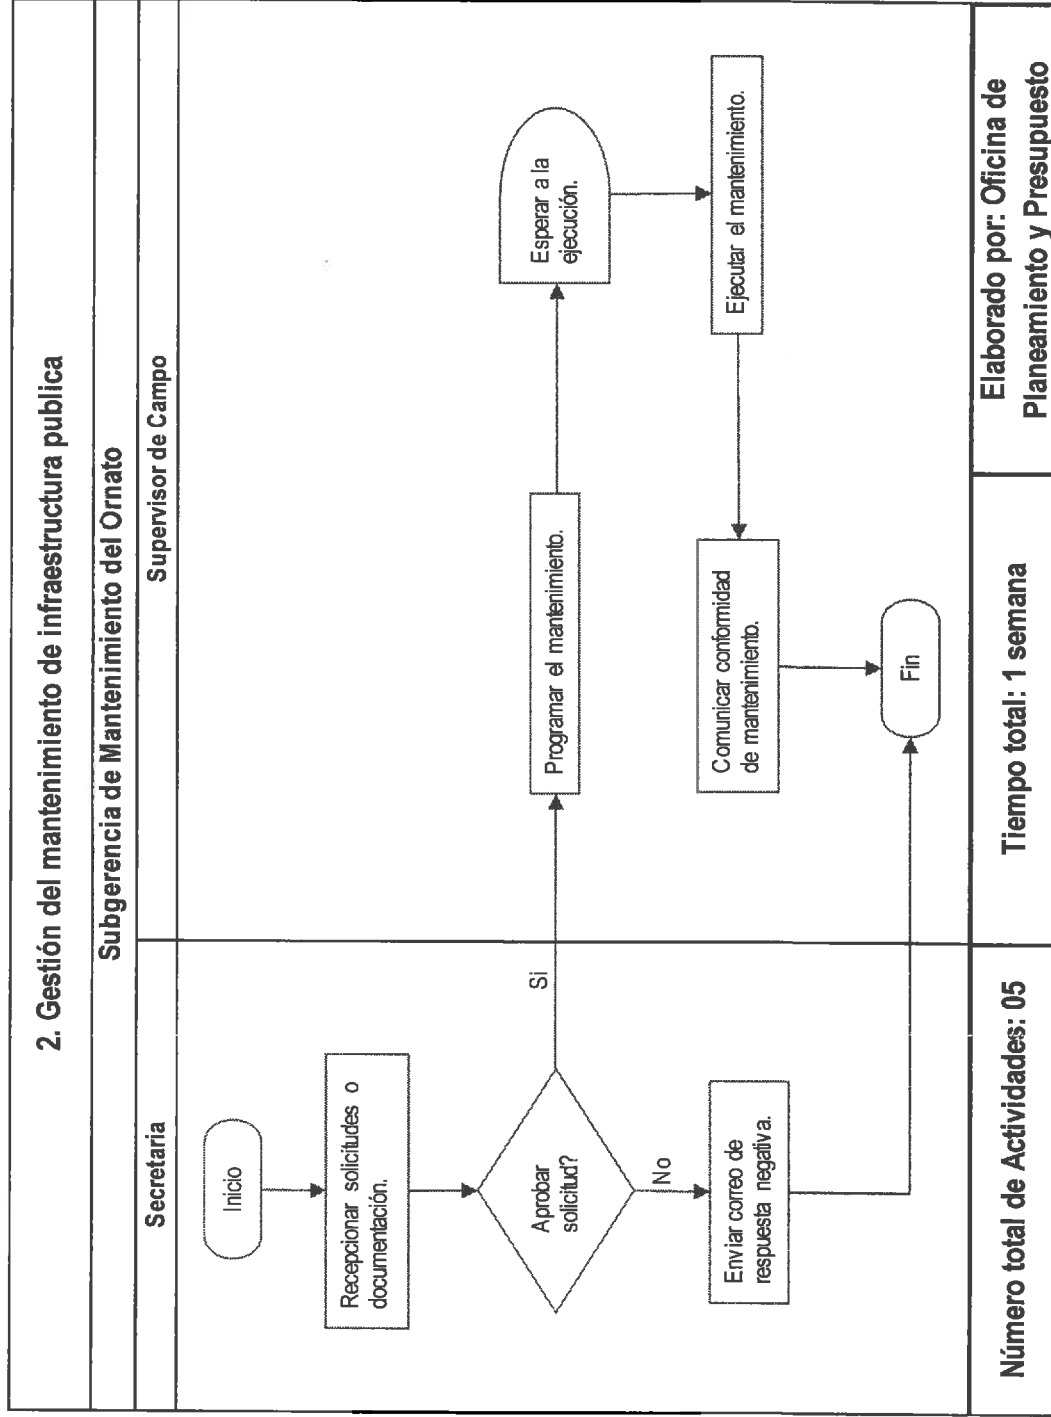 2. Gestión del mantenimiento de infraestructura publica
Subgerencia de Mantenimiento del Ornato
Secretaria
Supervisor de Campo
Inicio
Recepcionar solicitudes o
documentación.
Aprobar
solicitud?
Si
No
Enviar correo de
respuesta negativa.
Programar el mantenimiento.
Esperar a la
ejecución.
Ejecutar el mantenimiento.
Comunicar conformidad
de mantenimiento.
Fin
Número total de Actividades: 05
Tiempo total: 1 semana
Elaborado por: Oficina de
Planeamiento y Presupuesto